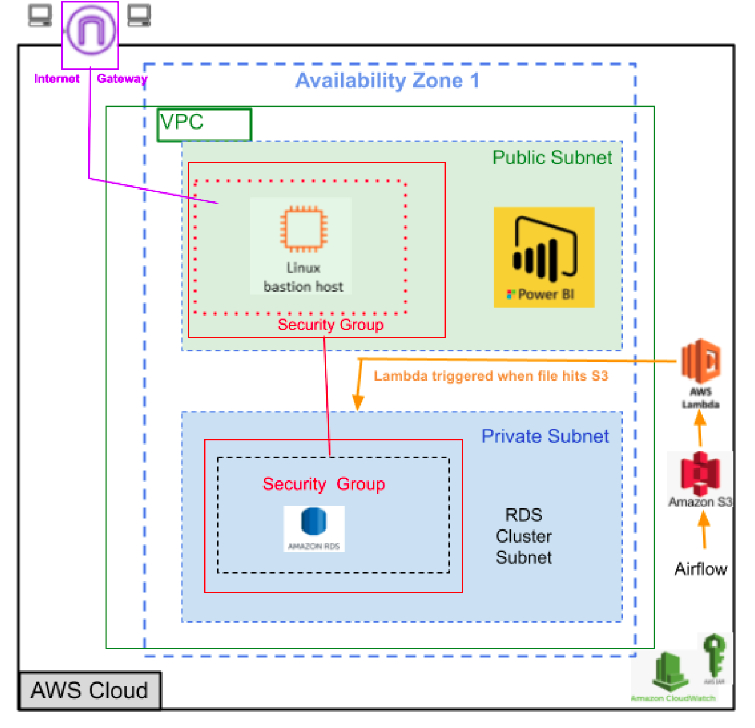 Internet Gateway
Availability Zone 1
VPC
Public Subnet
Linux
bastion host
Power BI
Security Group
Lambda triggered when file hits S3
AWS
Lambda
Private Subnet
Security Group
AMAZON RDS
RDS
Cluster
Subnet
Amazon S3
Airflow
AWS Cloud
Amazon CloudWatch